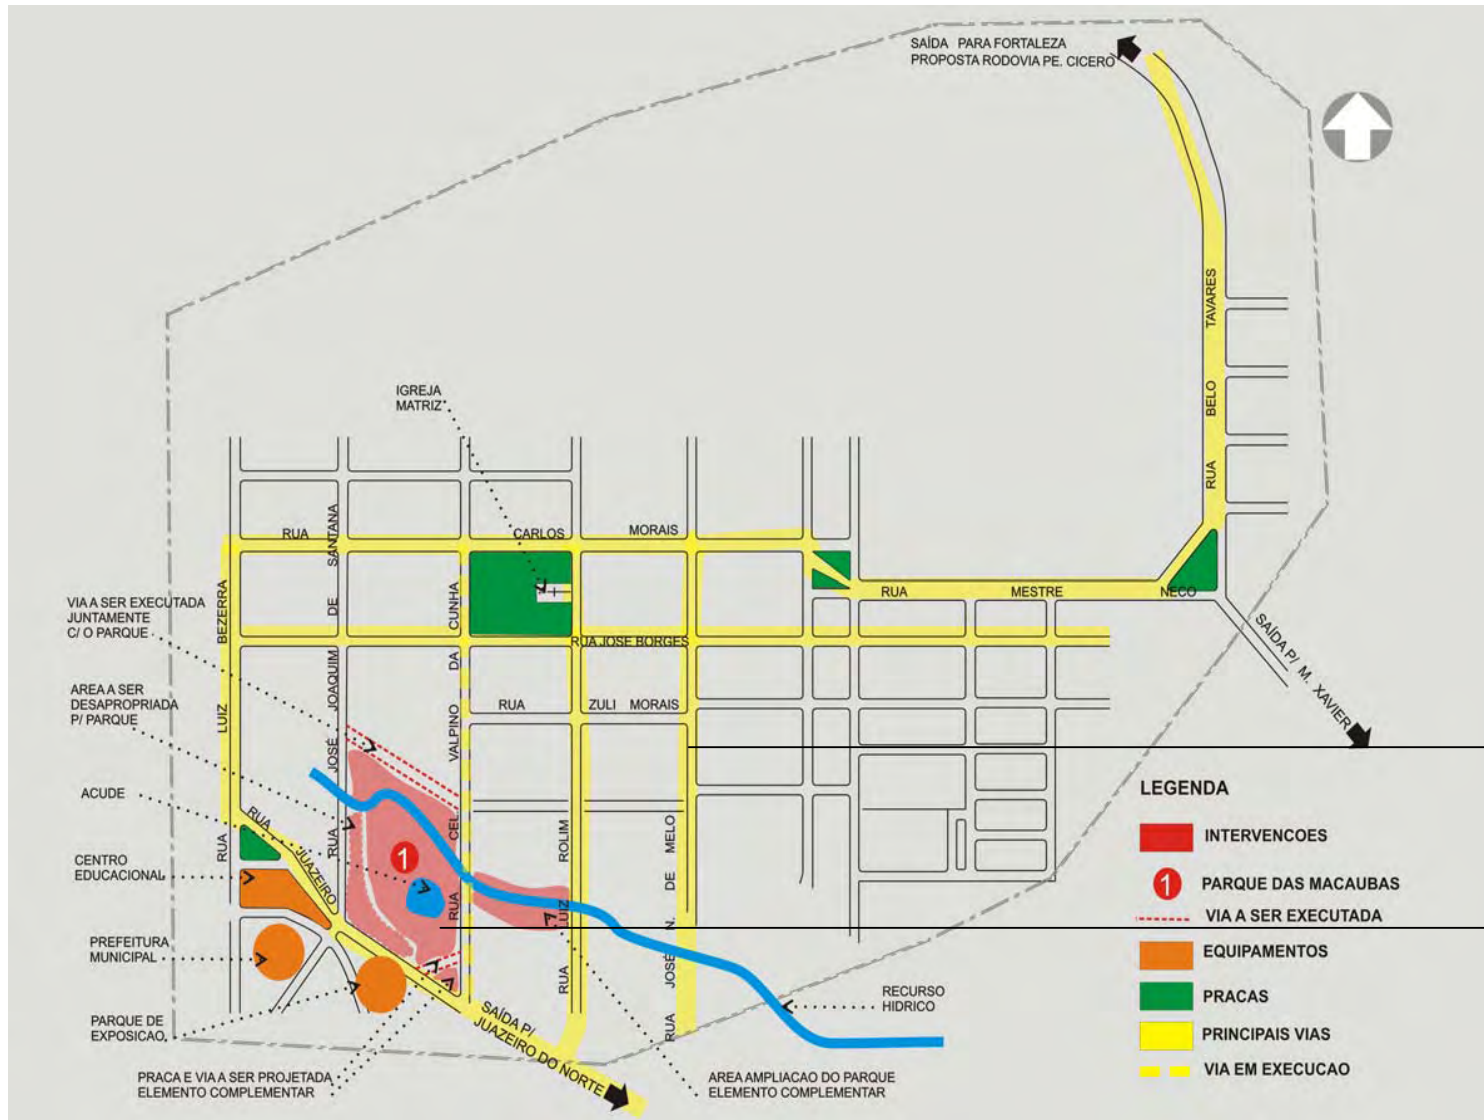 SAÍDA PARA FORTALEZA
PROPOSTA RODOVIA PE. CICERO
RUA BELO TAVARES
IGREJA
MATRIZ
RUA CARLOS MORAIS
RUA JOSÉ JOAQUIM DE SANTANA
VIA A SER EXECUTADA
JUNTAMENTE
C/ O PARQUE
RUA LUIZ BEZERRA
RUA CEL VALPINO DA CUNHA
RUA MESTRE NECO
RUA JOSE BORGES
SAÍDA P/ M. XAVIER
AREA A SER
DESAPROPRIADA
P/ PARQUE
RUA ZULI MORAIS
ACUDE
RUA JUAZEIRO
1
CENTRO
EDUCACIONAL
RUA LUIZ ROLIM
RUA JOSÉ N. DE MELO
PREFEITURA
MUNICIPAL
RECURSO
HIDRICO
PARQUE DE
EXPOSICAO
SAÍDA P/
JUAZEIRO DO NORTE
PRACA E VIA A SER PROJETADA
ELEMENTO COMPLEMENTAR
AREA AMPLIACAO DO PARQUE
ELEMENTO COMPLEMENTAR
LEGENDA
INTERVENCOES
1 PARQUE DAS MACAUBAS
VIA A SER EXECUTADA
EQUIPAMENTOS
PRACAS
PRINCIPAIS VIAS
VIA EM EXECUCAO